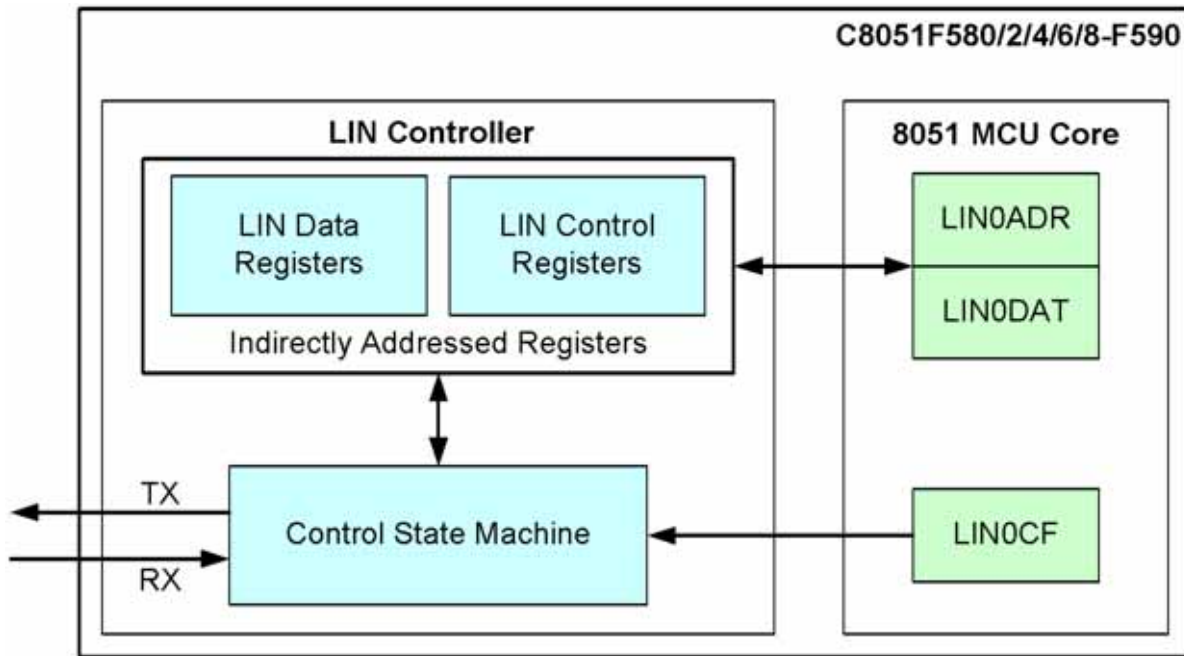 C8051F580/2/4/6/8-F590
LIN Controller
LIN Data
Registers
LIN Control
Registers
Indirectly Addressed Registers
8051 MCU Core
LIN0ADR
LIN0DAT
TX
RX
Control State Machine
LIN0CF